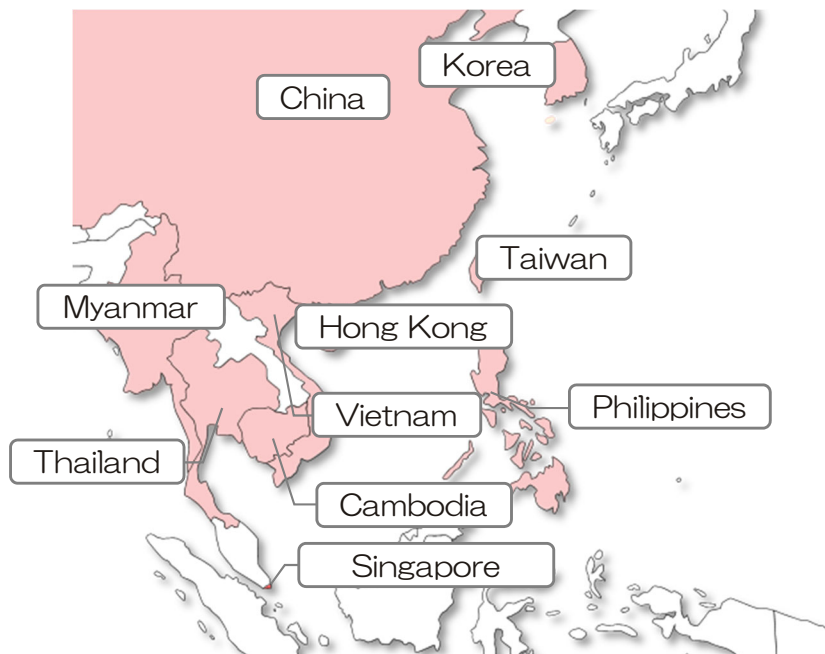 Korea
China
Taiwan
Myanmar
Hong Kong
Vietnam
Philippines
Thailand
Cambodia
Singapore